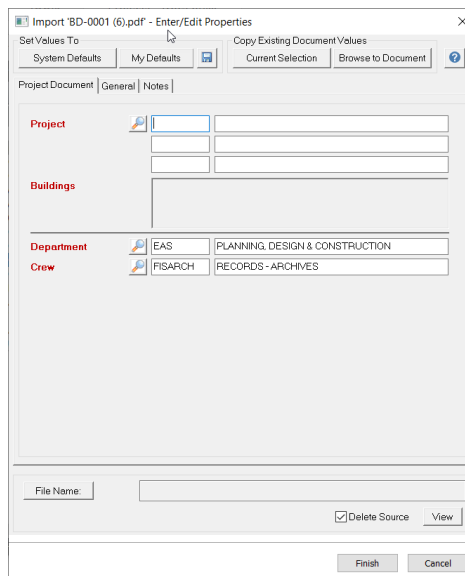 Import 'BD-0001 (6).pdf' - Enter/Edit Properties
Set Values To
Copy Existing Document Values
System Defaults
My Defaults
Current Selection
Browse to Document
Project Document
General
Notes
Project
Buildings
Department
EAS
PLANNING, DESIGN & CONSTRUCTION
Crew
FISARCH
RECORDS - ARCHIVES
File Name:
Delete Source
View
Finish
Cancel